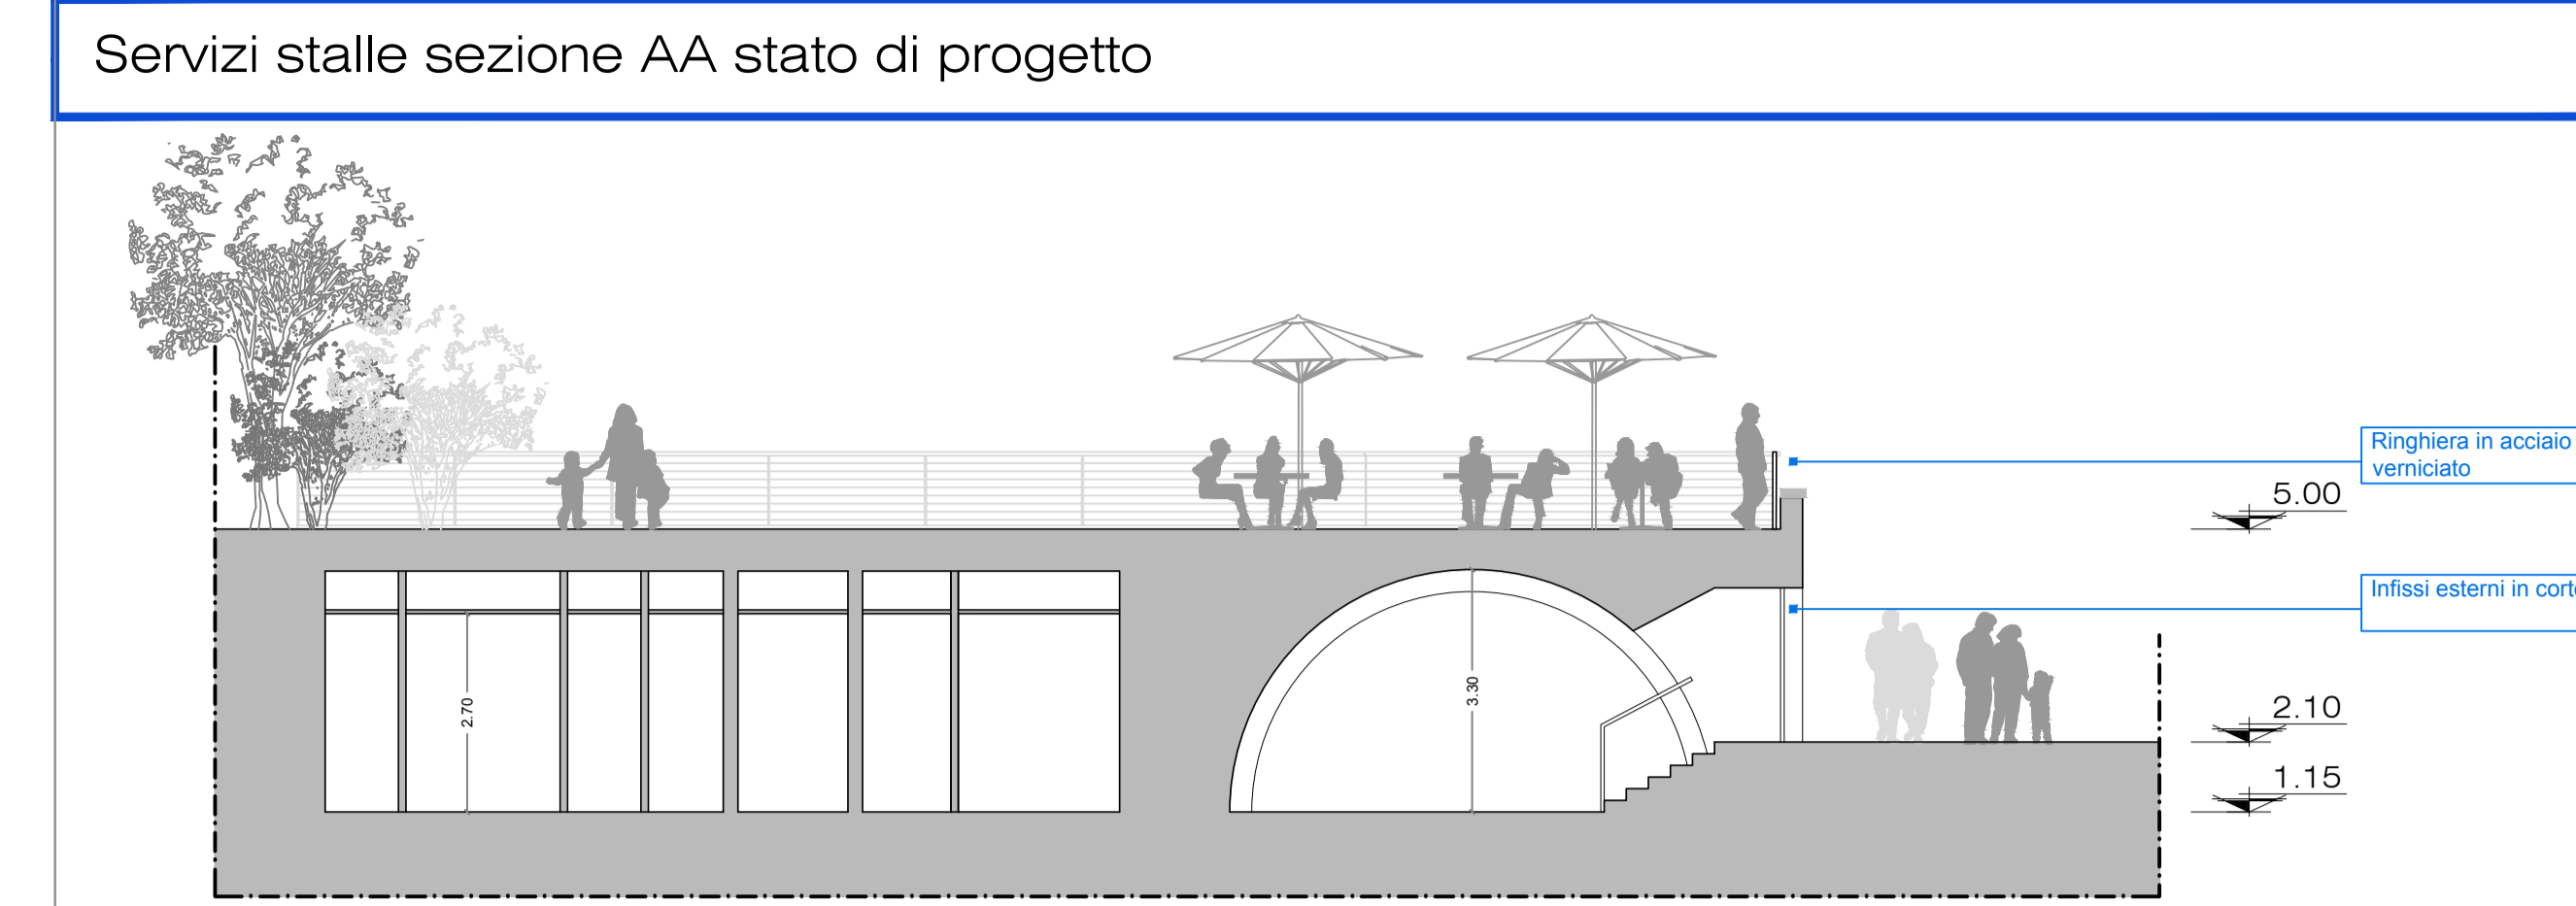 Servizi stalle sezione AA stato di progetto
Ringhiera in acciaio
verniciato
5.00
Infissi esterni in
2.70
3.30
2.10
1.15